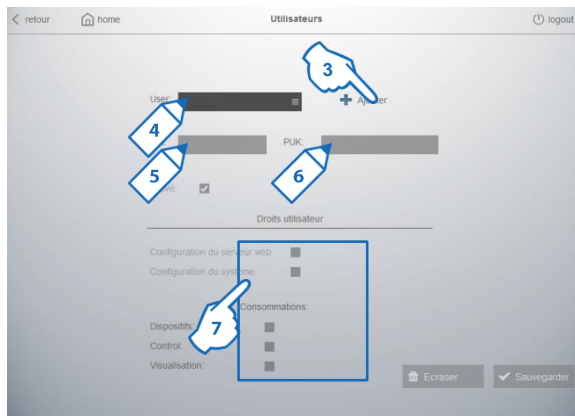 retour home Utilisateurs logout
3
User: Ajouter
4
PUK:
5 6
Droits utilisateur
Configuration du serveur web
Configuration du système
Consommations:
Dispositifs:
7
Control:
Visualisation:
Ecraser Sauvegarder